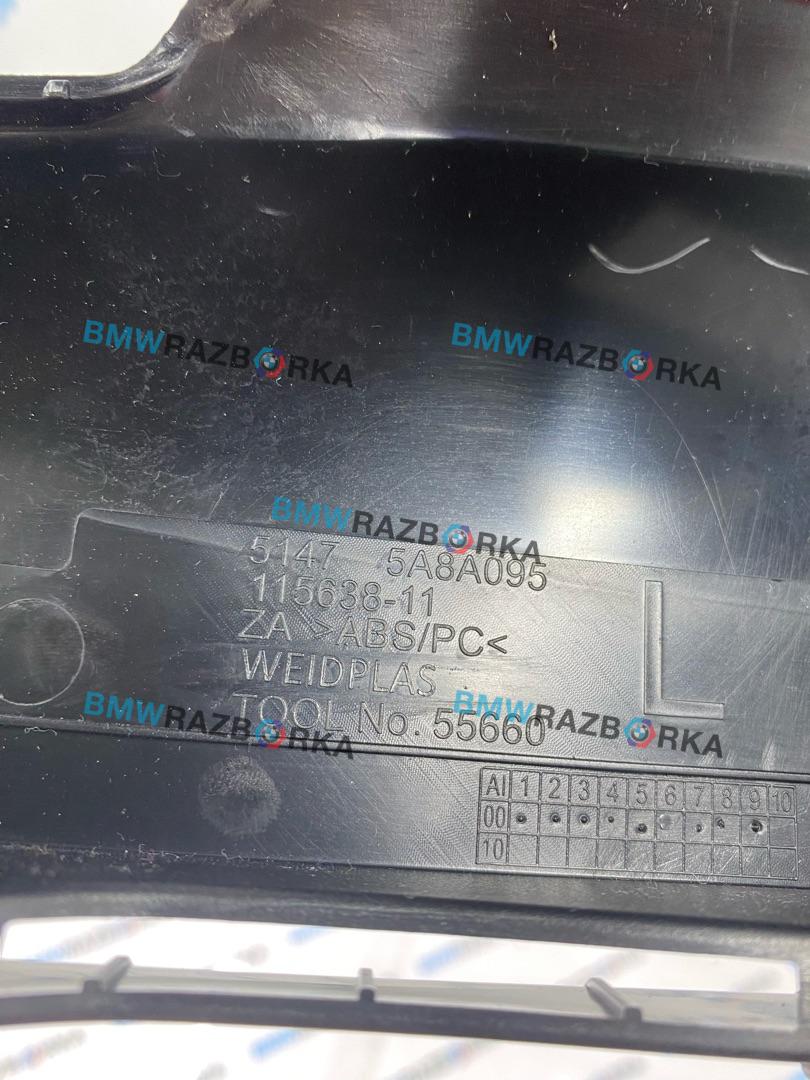 BMWRAZBORKA
BMWRAZBORKA
BMWRAZBORKA
5147 5A8A095
115638-11
ZA >ABS/PC<
WEIDPLAS
L
BMWRAZBORKA
BMWRAZBORKA
TOOL No. 55660
AI 1 2 3 4 5 6 7 8 9 10
00
10